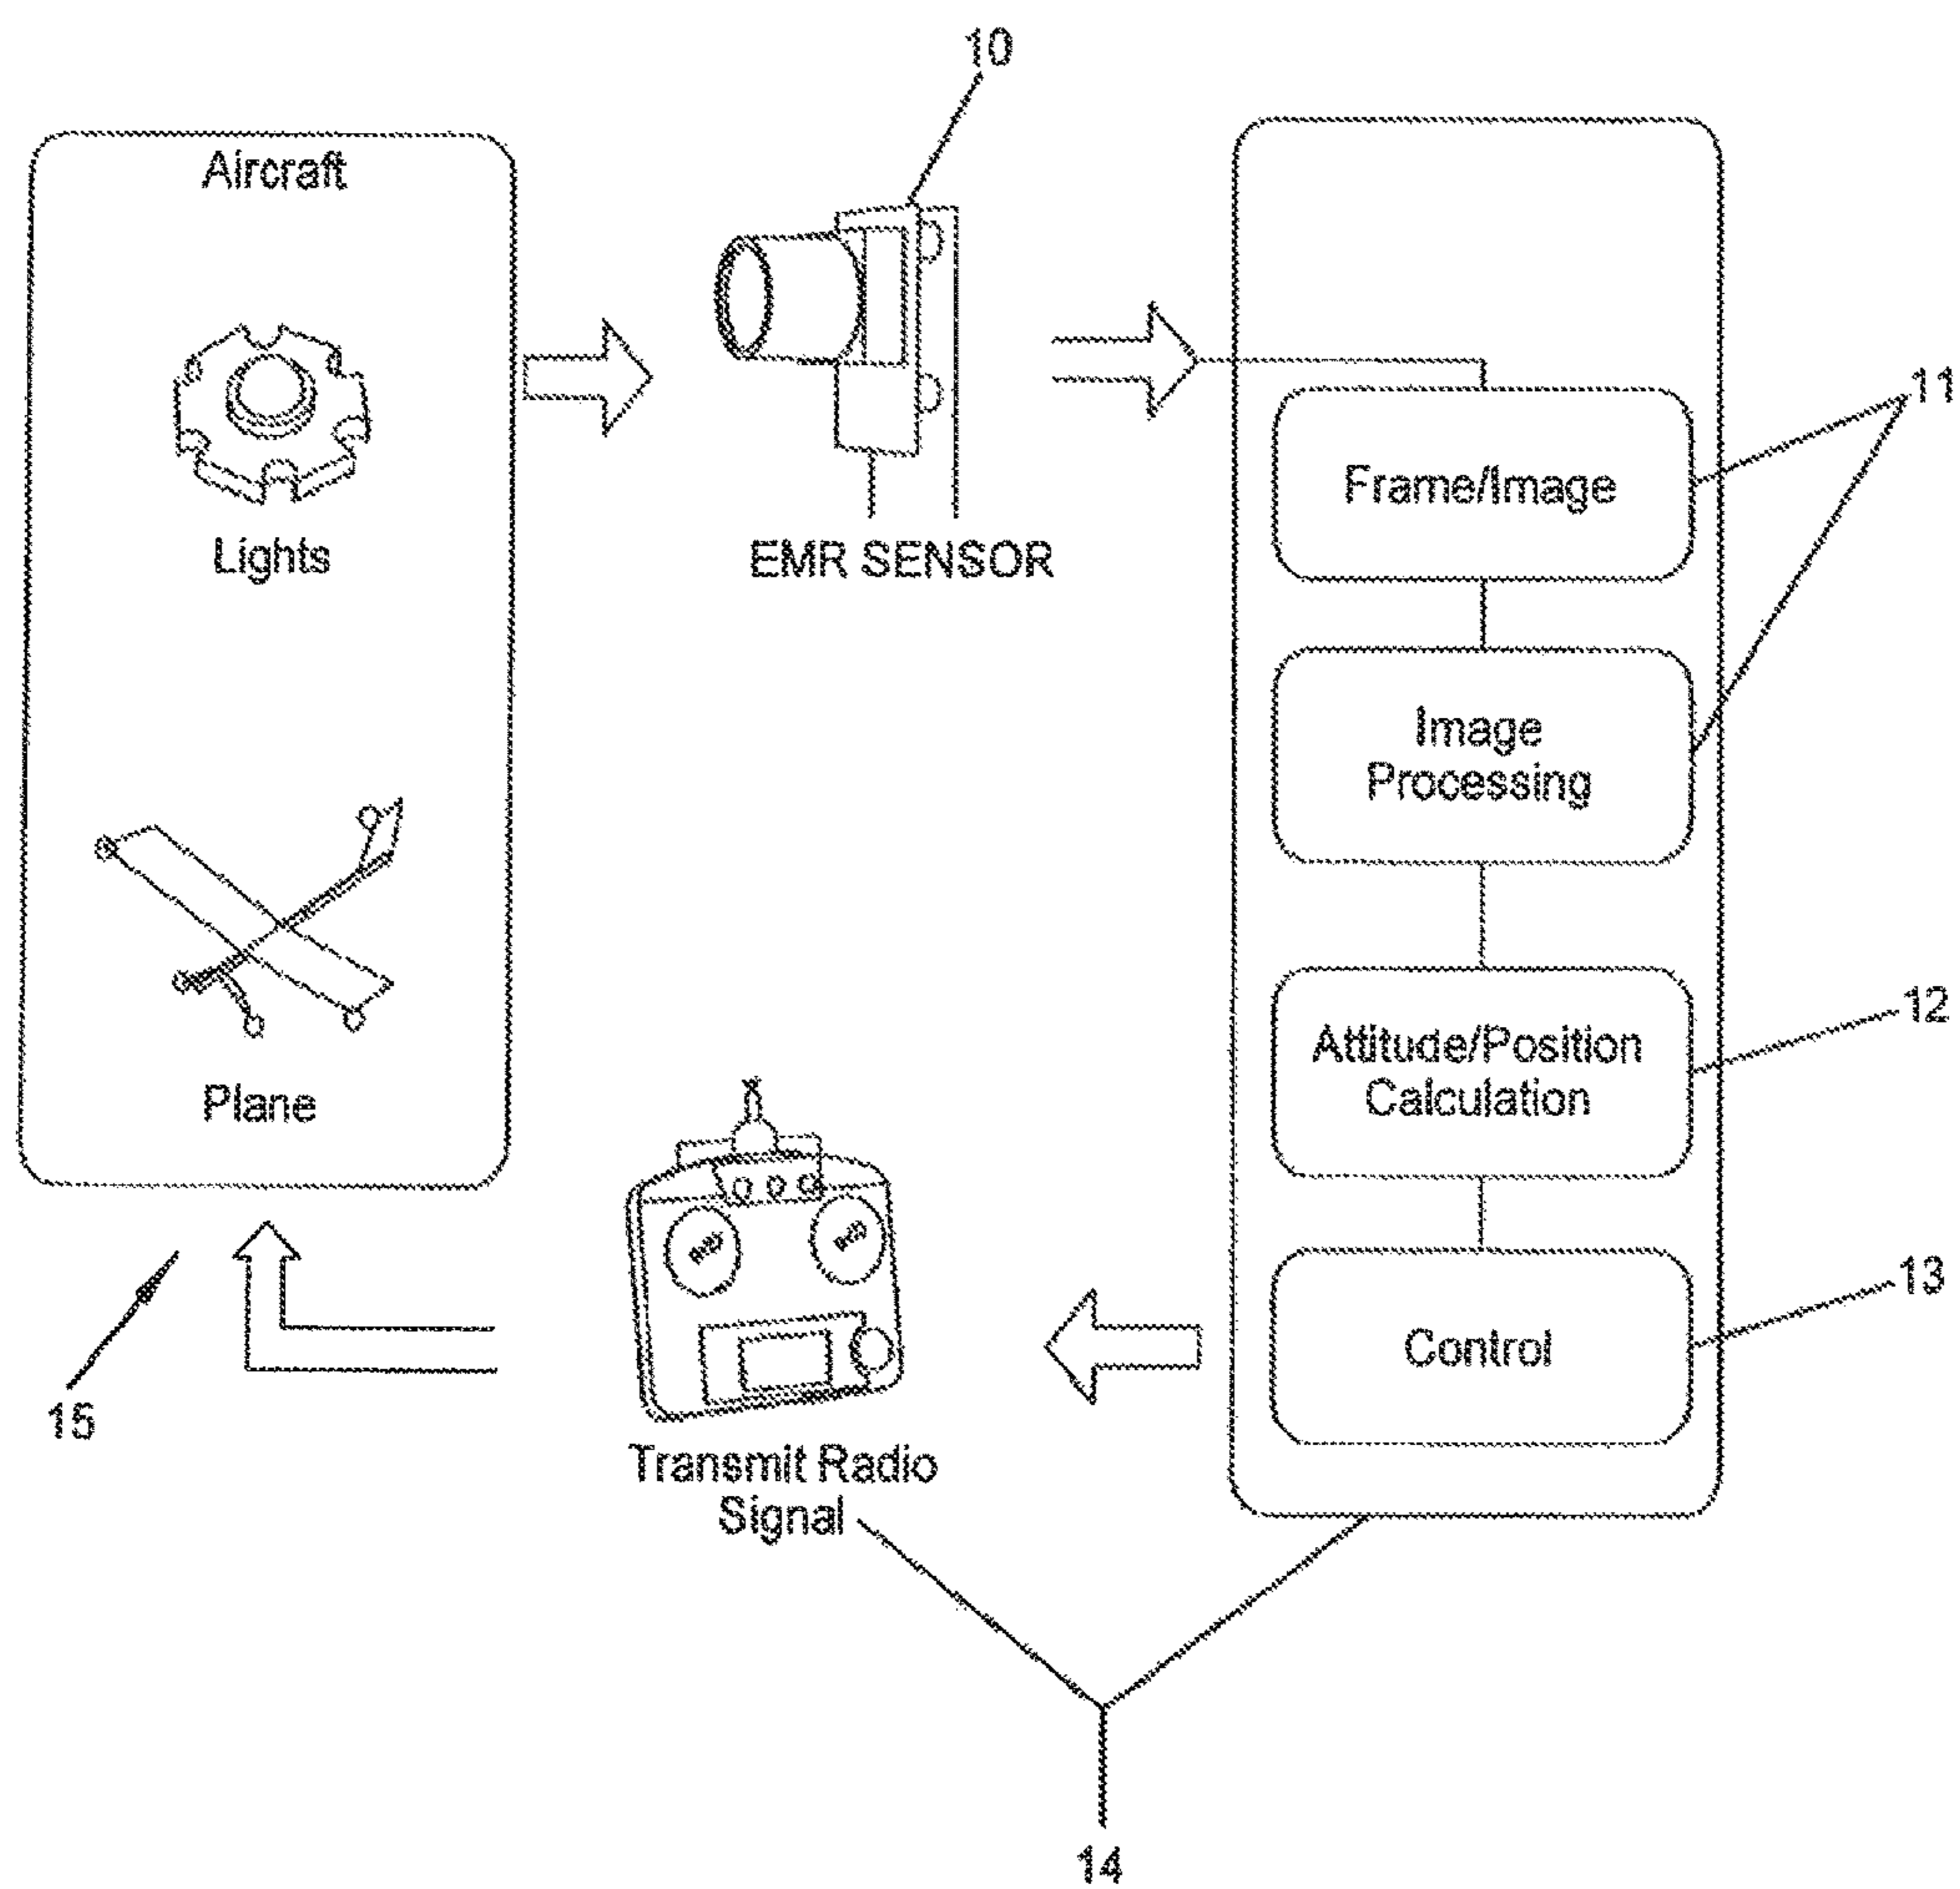 10
Aircraft
Lights
EMR SENSOR
11
Frame/Image
Image
Processing
12
Attitude/Position
Calculation
Plane
13
Control
15
Transmit Radio
Signal
14